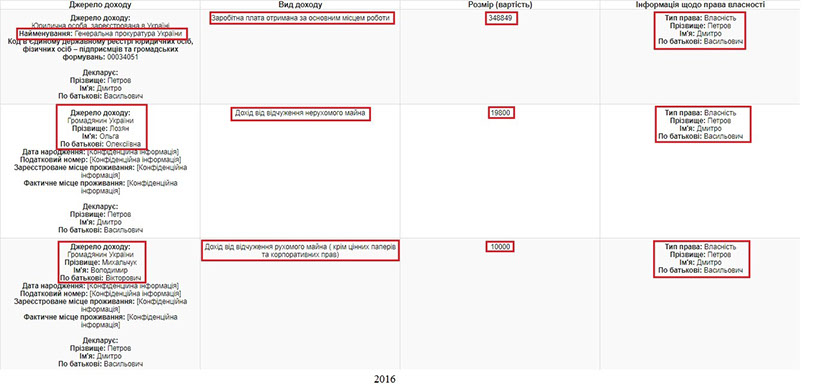 Джерело доходу	Вид доходу	Розмір (вартість)	Інформація щодо права власності
Джерело доходу:
Юридична особа, зареєстрована в Україні
Найменування: Генеральна прокуратура України
Код в Єдиному державному реєстрі юридичних осіб,
фізичних осіб – підприємців та громадських
формувань: 00034051
Декларує:
Прізвище: Петров
Ім'я: Дмитро
По батькові: Васильович
Заробітна плата отримана за основним місцем роботи
348849
Тип права: Власність
Прізвище: Петров
Ім'я: Дмитро
По батькові: Васильович
Джерело доходу:
Громадянин України
Прізвище: Лозян
Ім'я: Ольга
По батькові: Олексіївна
Дата народження: [Конфіденційна інформація]
Податковий номер: [Конфіденційна інформація]
Зареєстроване місце проживання: [Конфіденційна
інформація]
Фактичне місце проживання: [Конфіденційна
інформація]
Декларує:
Прізвище: Петров
Ім'я: Дмитро
По батькові: Васильович
Дохід від відчуження нерухомого майна
19800
Тип права: Власність
Прізвище: Петров
Ім'я: Дмитро
По батькові: Васильович
Джерело доходу:
Громадянин України
Прізвище: Михальчук
Ім'я: Володимир
По батькові: Вікторович
Дата народження: [Конфіденційна інформація]
Податковий номер: [Конфіденційна інформація]
Зареєстроване місце проживання: [Конфіденційна
інформація]
Фактичне місце проживання: [Конфіденційна
інформація]
Декларує:
Прізвище: Петров
Ім'я: Дмитро
По батькові: Васильович
Дохід від відчуження рухомого майна ( крім цінних паперів
та корпоративних прав)
10000
Тип права: Власність
Прізвище: Петров
Ім'я: Дмитро
По батькові: Васильович
2016